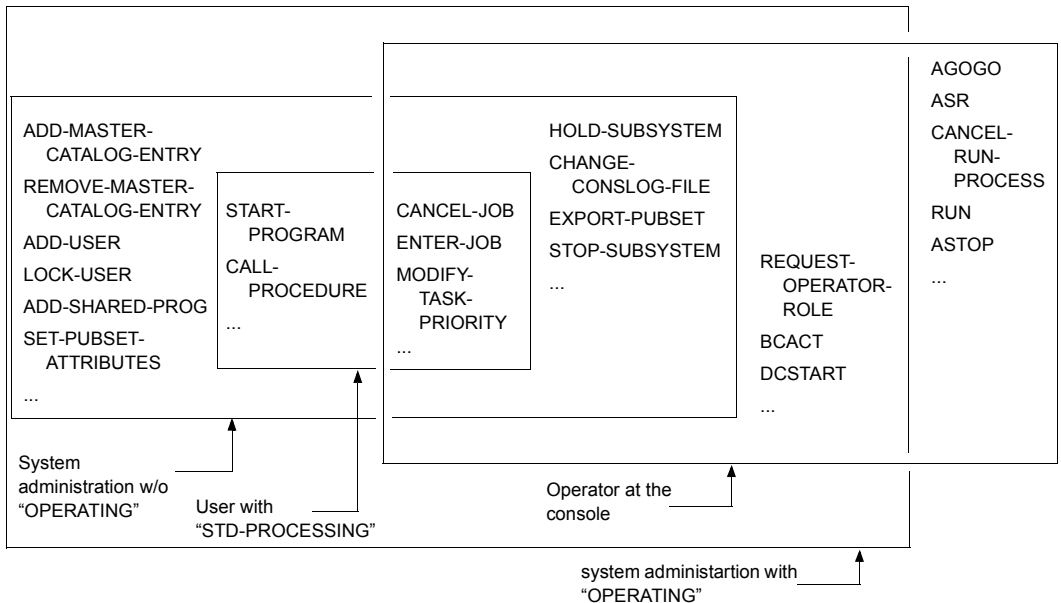 ADD-MASTER-
CATALOG-ENTRY
REMOVE-MASTER-
CATALOG-ENTRY
ADD-USER
LOCK-USER
ADD-SHARED-PROG
SET-PUBSET-
ATTRIBUTES
...
START-
PROGRAM
CALL-
PROCEDURE
...
CANCEL-JOB
ENTER-JOB
MODIFY-
TASK-
PRIORITY
...
HOLD-SUBSYSTEM
CHANGE-
CONSLOG-FILE
EXPORT-PUBSET
STOP-SUBSYSTEM
...
REQUEST-
OPERATOR-
ROLE
BCACT
DCSTART
...
AGOGO
ASR
CANCEL-
RUN-
PROCESS
RUN
ASTOP
...
System
administration w/o
“OPERATING”
User with
“STD-PROCESSING”
Operator at the
console
system administartion with
“OPERATING”